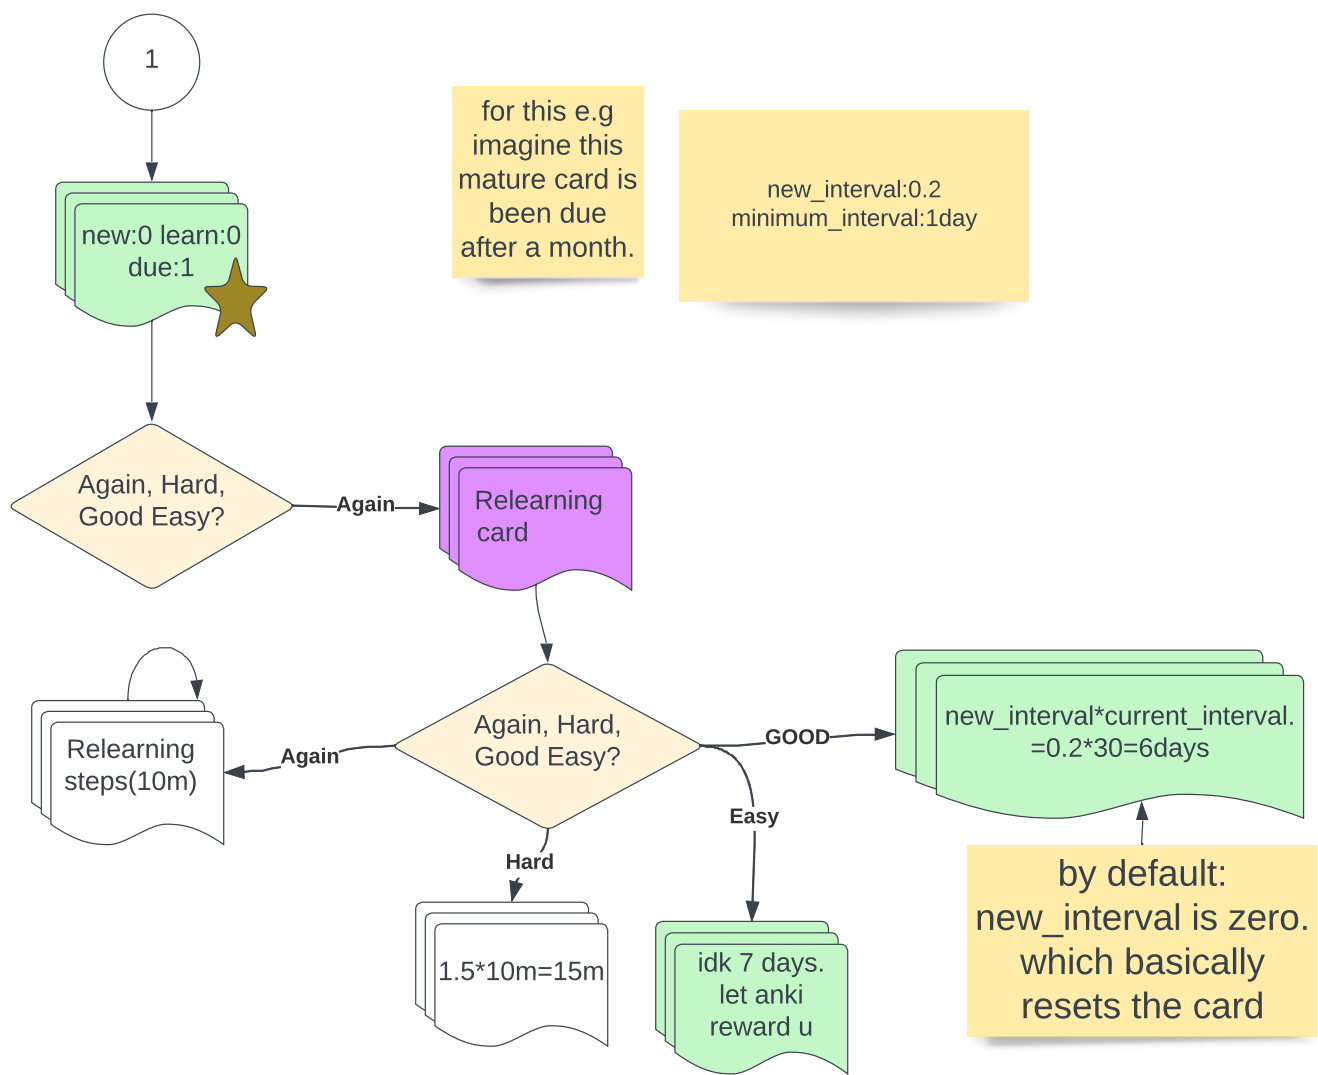 1
for this e.g
imagine this
mature card is
been due
after a month.
new_interval:0.2
minimum_interval:1day
new:0 learn:0
due:1
Again, Hard,
Good Easy?
Again
Relearning
card
Again, Hard,
Good Easy?
Again
Relearning
steps(10m)
Hard
1.5*10m=15m
Easy
idk 7 days.
let anki
reward u
GOOD
new_interval*current_interval.
=0.2*30=6days
by default:
new_interval is zero.
which basically
resets the card